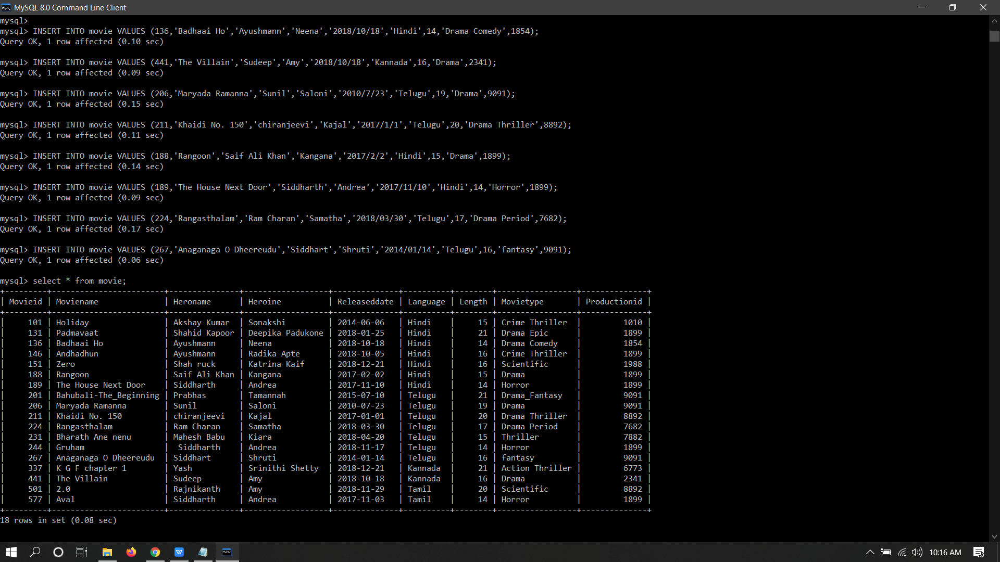 MySQL 8.0 Command Line Client
mysql>
mysql> INSERT INTO movie VALUES (136,'Badhaai Ho','Ayushmann','Neena','2018/10/18','Hindi',14,'Drama Comedy',1854);
Query OK, 1 row affected (0.10 sec)
mysql> INSERT INTO movie VALUES (441,'The Villain','Sudeep','Amy','2018/10/18','Kannada',16,'Drama',2341);
Query OK, 1 row affected (0.09 sec)
mysql> INSERT INTO movie VALUES (206,'Maryada Ramanna','Sunil','Saloni','2010/7/23','Telugu',19,'Drama',9091);
Query OK, 1 row affected (0.15 sec)
mysql> INSERT INTO movie VALUES (211,'Khaidi No. 150','chiranjeevi','Kajal','2017/1/1','Telugu',20,'Drama Thriller',8892);
Query OK, 1 row affected (0.11 sec)
mysql> INSERT INTO movie VALUES (188,'Rangoon','Saif Ali Khan','Kangana','2017/2/2','Hindi',15,'Drama',1899);
Query OK, 1 row affected (0.14 sec)
mysql> INSERT INTO movie VALUES (189,'The House Next Door','Siddharth','Andrea','2017/11/10','Hindi',14,'Horror',1899);
Query OK, 1 row affected (0.09 sec)
mysql> INSERT INTO movie VALUES (224,'Rangasthalam','Ram Charan','Samatha','2018/03/30','Telugu',17,'Drama Period',7682);
Query OK, 1 row affected (0.17 sec)
mysql> INSERT INTO movie VALUES (267,'Anaganaga O Dheereudu','Siddhart','Shruti','2014/01/14','Telugu',16,'fantasy',9091);
Query OK, 1 row affected (0.06 sec)
mysql> select * from movie;
+---------+------------------------+---------------+------------------+--------------+----------+--------+-----------------+--------------+
| Movieid | Moviename | Heroname | Heroine | Releaseddate | Language | Length | Movietype | Productionid |
+---------+------------------------+---------------+------------------+--------------+----------+--------+-----------------+--------------+
| 101 | Holiday | Akshay Kumar | Sonakshi | 2014-06-06 | Hindi | 15 | Crime Thriller | 1010 |
| 131 | Padmavaat | Shahid Kapoor | Deepika Padukone | 2018-01-25 | Hindi | 21 | Drama Epic | 1899 |
| 136 | Badhaai Ho | Ayushmann | Neena | 2018-10-18 | Hindi | 14 | Drama Comedy | 1854 |
| 146 | Andhadhun | Ayushmann | Radika Apte | 2018-10-05 | Hindi | 16 | Crime Thriller | 1899 |
| 151 | Zero | Shah ruck | Katrina Kaif | 2018-12-21 | Hindi | 16 | Scientific | 1988 |
| 188 | Rangoon | Saif Ali Khan | Kangana | 2017-02-02 | Hindi | 15 | Drama | 1899 |
| 189 | The House Next Door | Siddharth | Andrea | 2017-11-10 | Hindi | 14 | Horror | 1899 |
| 201 | Bahubali-The_Beginning | Prabhas | Tamannah | 2015-07-10 | Telugu | 21 | Drama_Fantasy | 9091 |
| 206 | Maryada Ramanna | Sunil | Saloni | 2010-07-23 | Telugu | 19 | Drama | 9091 |
| 211 | Khaidi No. 150 | chiranjeevi | Kajal | 2017-01-01 | Telugu | 20 | Drama Thriller | 8892 |
| 224 | Rangasthalam | Ram Charan | Samatha | 2018-03-30 | Telugu | 17 | Drama Period | 7682 |
| 231 | Bharath Ane nenu | Mahesh Babu | Kiara | 2018-04-20 | Telugu | 15 | Thriller | 7882 |
| 244 | Gruham | Siddharth | Andrea | 2018-11-17 | Telugu | 14 | Horror | 1899 |
| 267 | Anaganaga O Dheereudu | Siddhart | Shruti | 2014-01-14 | Telugu | 16 | fantasy | 9091 |
| 337 | K G F chapter 1 | Yash | Srinithi Shetty | 2018-12-21 | Kannada | 21 | Action Thriller | 6773 |
| 441 | The Villain | Sudeep | Amy | 2018-10-18 | Kannada | 16 | Drama | 2341 |
| 501 | 2.0 | Rajnikanth | Amy | 2018-11-29 | Tamil | 20 | Scientific | 8892 |
| 577 | Aval | Siddharth | Andrea | 2017-11-03 | Tamil | 14 | Horror | 1899 |
+---------+------------------------+---------------+------------------+--------------+----------+--------+-----------------+--------------+
18 rows in set (0.08 sec)
10:16 AM